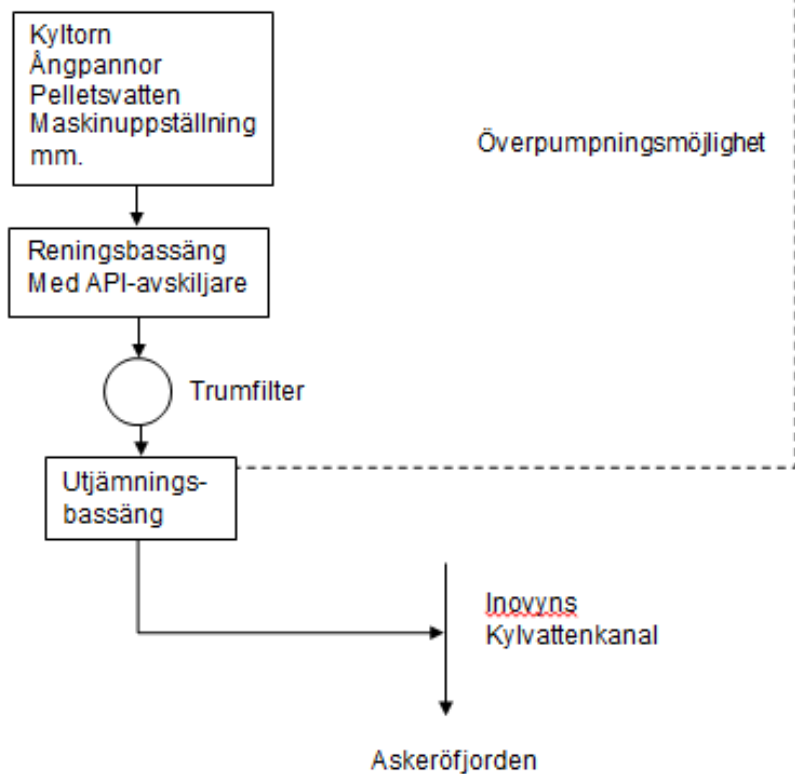 Kyltorn
Ångpannor
Pelletsvatten
Maskinuppställning
mm.
Överpumpningsmöjlighet
Reningsbassäng
Med API-avskiljare
Trumfilter
Utjämnings-
bassäng
Inovyns
Kylvattenkanal
Askeröfjorden